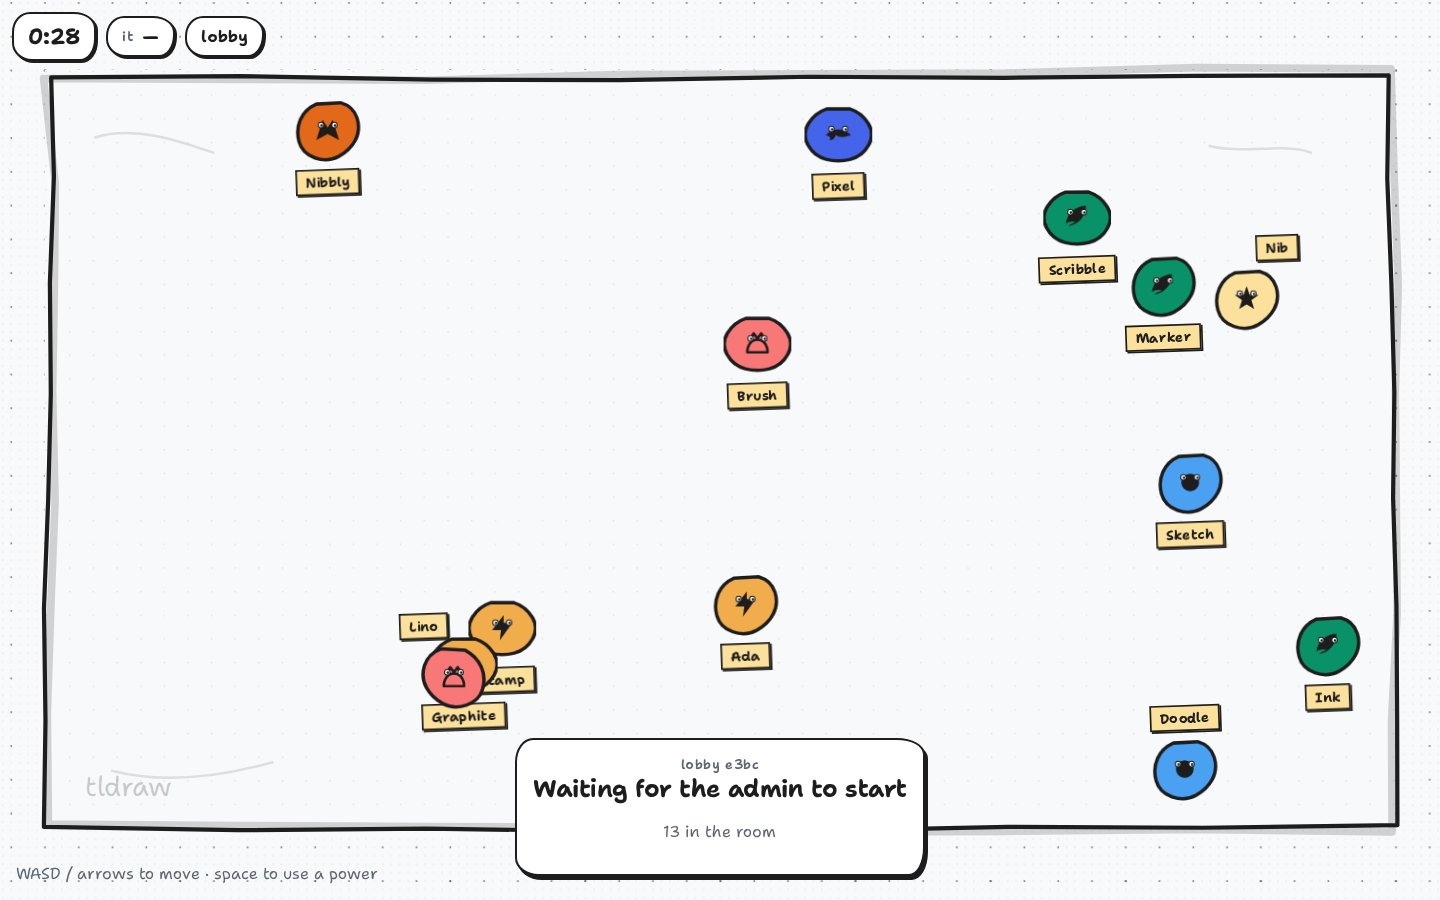 0:28
it —
lobby
Nibbly
Pixel
Scribble
Nib
Marker
Brush
Sketch
Lino
Ada
Graphite
Ink
Doodle
tldraw
lobby e3bc
Waiting for the admin to start
13 in the room
WASD / arrows to move · space to use a power